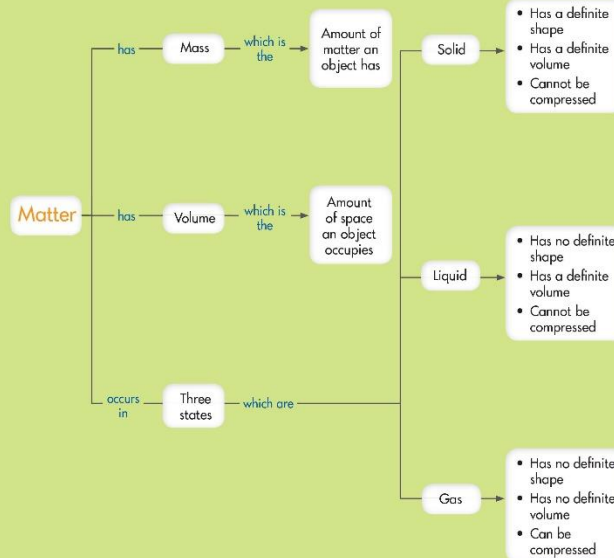 has
Mass
which is
the
Amount of
matter an
object has
Solid
• Has a definite
shape
• Has a definite
volume
• Cannot be
compressed
Matter
has
Volume
which is
the
Amount
of space
an object
occupies
Liquid
• Has no definite
shape
• Has a definite
volume
• Cannot be
compressed
occurs
in
Three
states
which are
Gas
• Has no definite
shape
• Has no definite
volume
• Can be
compressed